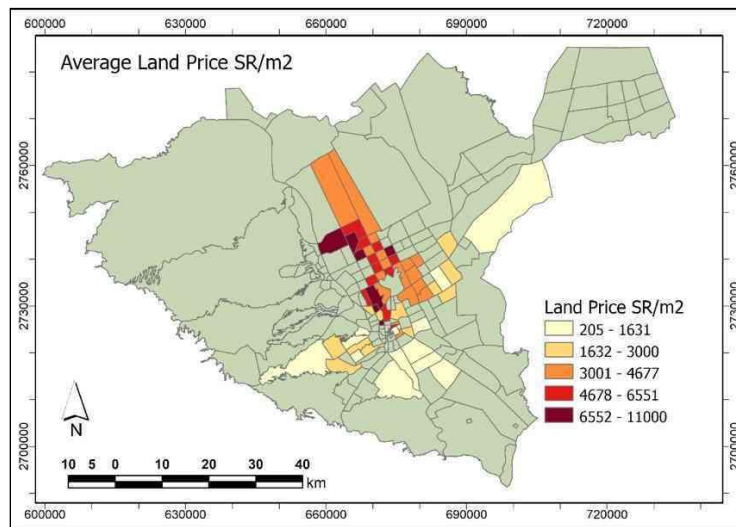 600000 630000 660000 690000 720000
Average Land Price SR/m2
2760000 2760000
2730000 2730000
Land Price SR/m2
205 - 1631
1632 - 3000
3001 - 4677
4678 - 6551
6552 - 11000
N
2700000 2700000
10 5 0 10 20 30 40
km
600000 630000 660000 690000 720000